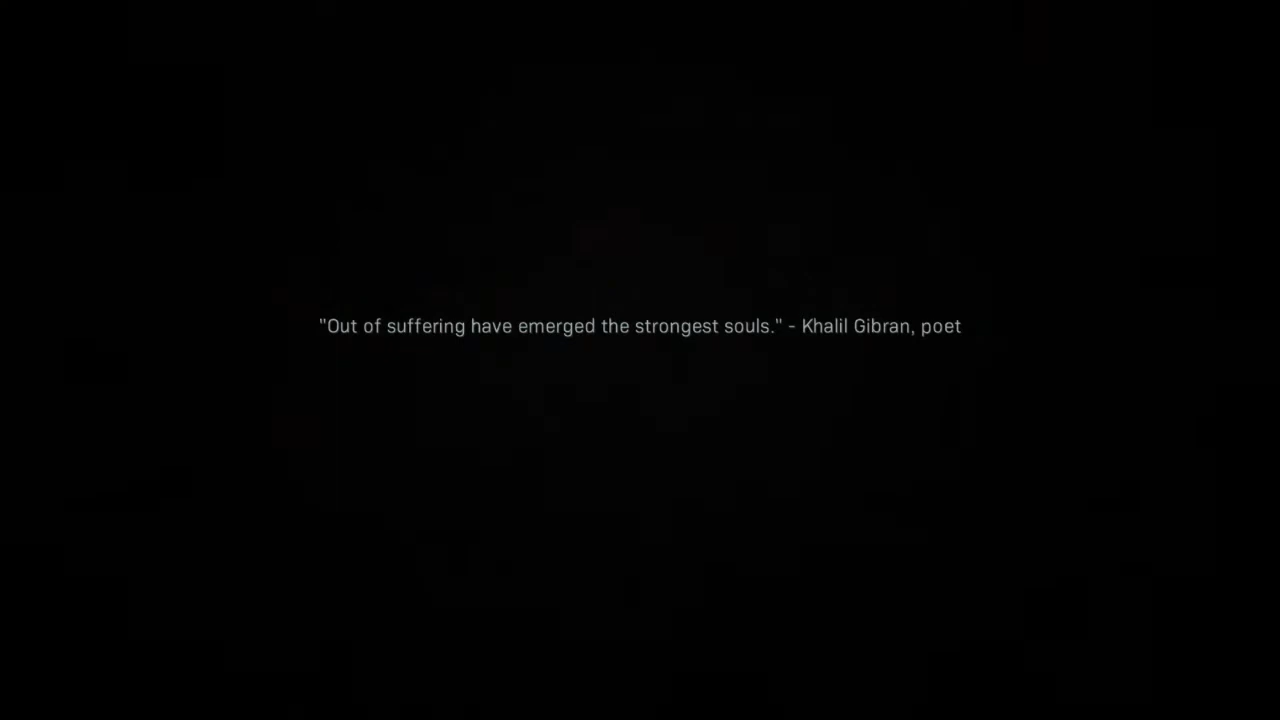 "Out of suffering have emerged the strongest souls." - Khalil Gibran, poet